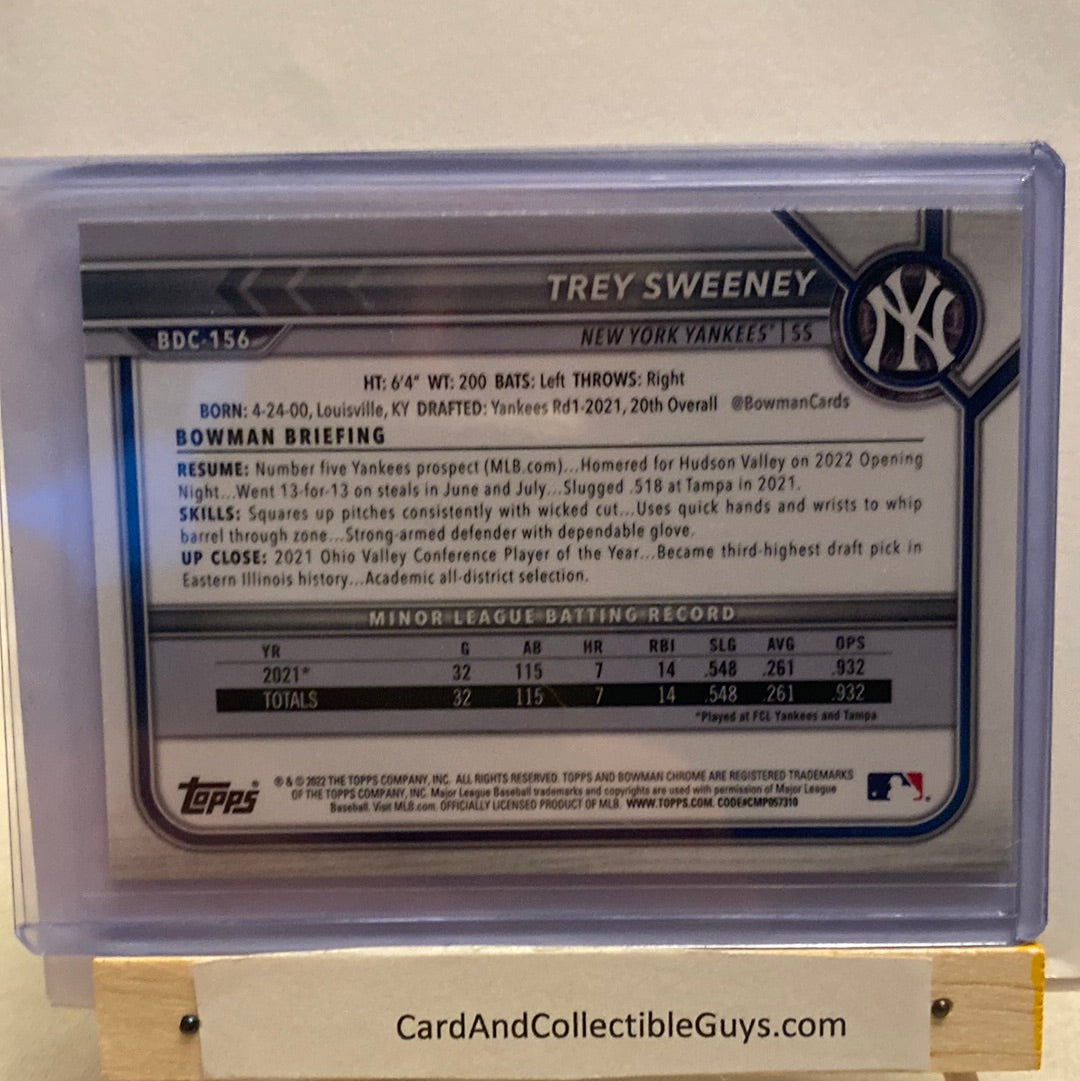 TREY SWEENEY
NY
BDC-156
NEW YORK YANKEES® | SS
HT: 6'4" WT: 200 BATS: Left THROWS: Right
BORN: 4-24-00, Louisville, KY DRAFTED: Yankees Rd1-2021, 20th Overall @BowmanCards
BOWMAN BRIEFING
RESUME: Number five Yankees prospect (MLB.com)...Homered for Hudson Valley on 2022 Opening
Night...Went 13-for-13 on steals in June and July...Slugged .518 at Tampa in 2021.
SKILLS: Squares up pitches consistently with wicked cut...Uses quick hands and wrists to whip
barrel through zone...Strong-armed defender with dependable glove.
UP CLOSE: 2021 Ohio Valley Conference Player of the Year...Became third-highest draft pick in
Eastern Illinois history...Academic all-district selection.
MINOR LEAGUE BATTING RECORD
YR G AB HR RBI SLG AVG OPS
2021* 32 115 7 14 .548 .261 .932
TOTALS 32 115 7 14 .548 .261 .932
*Played at FCL Yankees and Tampa
topps®
® & © 2022 THE TOPPS COMPANY, INC. ALL RIGHTS RESERVED. TOPPS AND BOWMAN CHROME ARE REGISTERED TRADEMARKS
OF THE TOPPS COMPANY, INC. Major League Baseball trademarks and copyrights are used with permission of Major League
Baseball. Visit MLB.com. OFFICIALLY LICENSED PRODUCT OF MLB. WWW.TOPPS.COM. CODE#CMP057310
CardAndCollectibleGuys.com